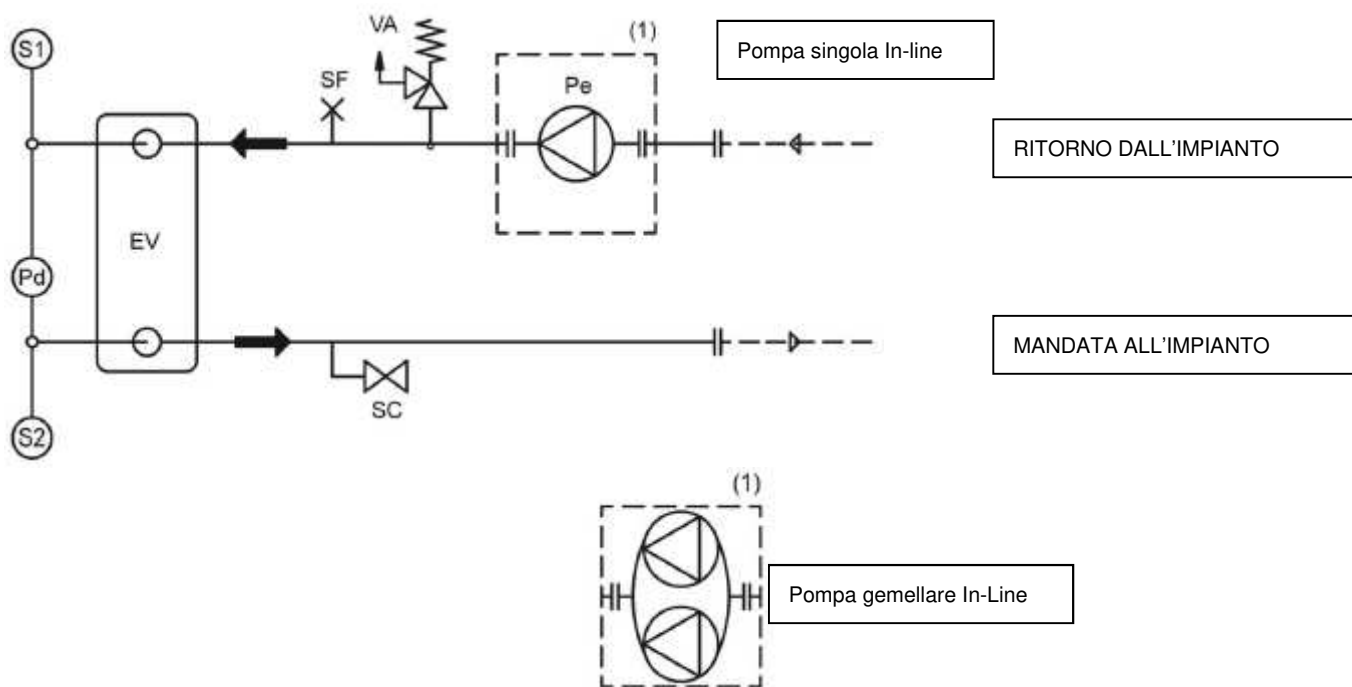 S1
VA
(1)
Pompa singola In-line
SF
Pe
RITORNO DALL'IMPIANTO
EV
Pd
MANDATA ALL'IMPIANTO
SC
S2
(1)
Pompa gemellare In-Line